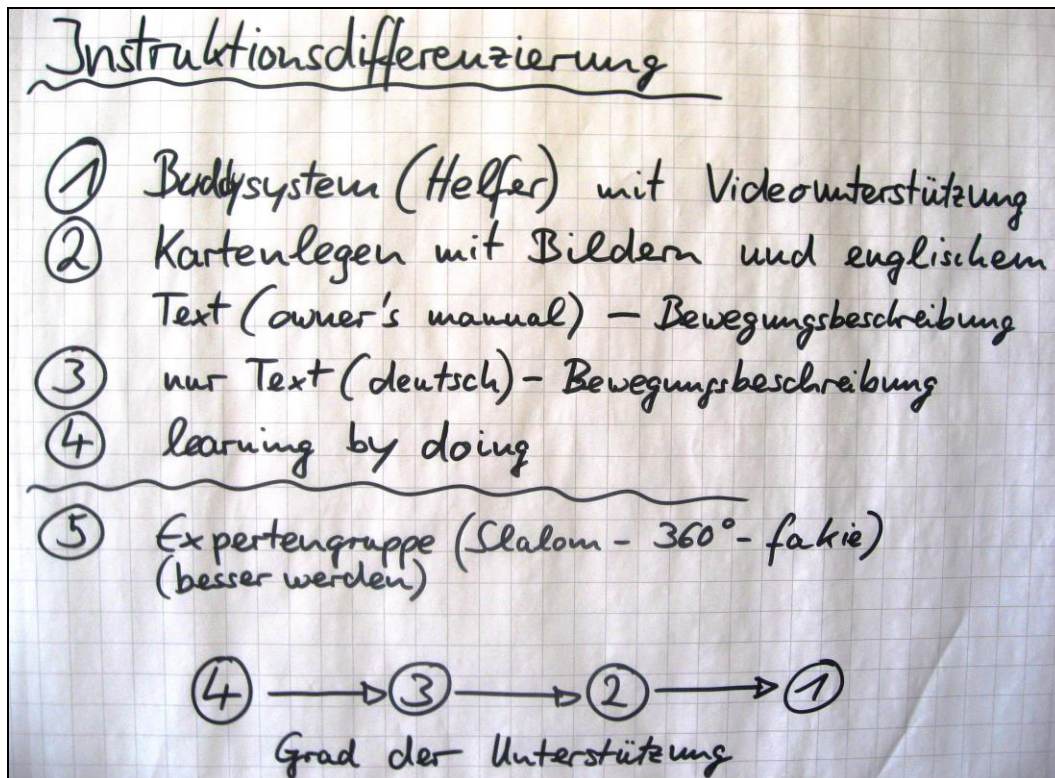 Instruktionsdifferenzierung
1 Buddysystem (Helfer) mit Videounterstützung
2 Kartenlegen mit Bildern und englischem
Text (owner's manual) – Bewegungsbeschreibung
3 nur Text (deutsch) – Bewegungsbeschreibung
4 learning by doing
5 Expertengruppe (Slalom – 360° – fakie)
(besser werden)
4 → 3 → 2 → 1
Grad der Unterstützung